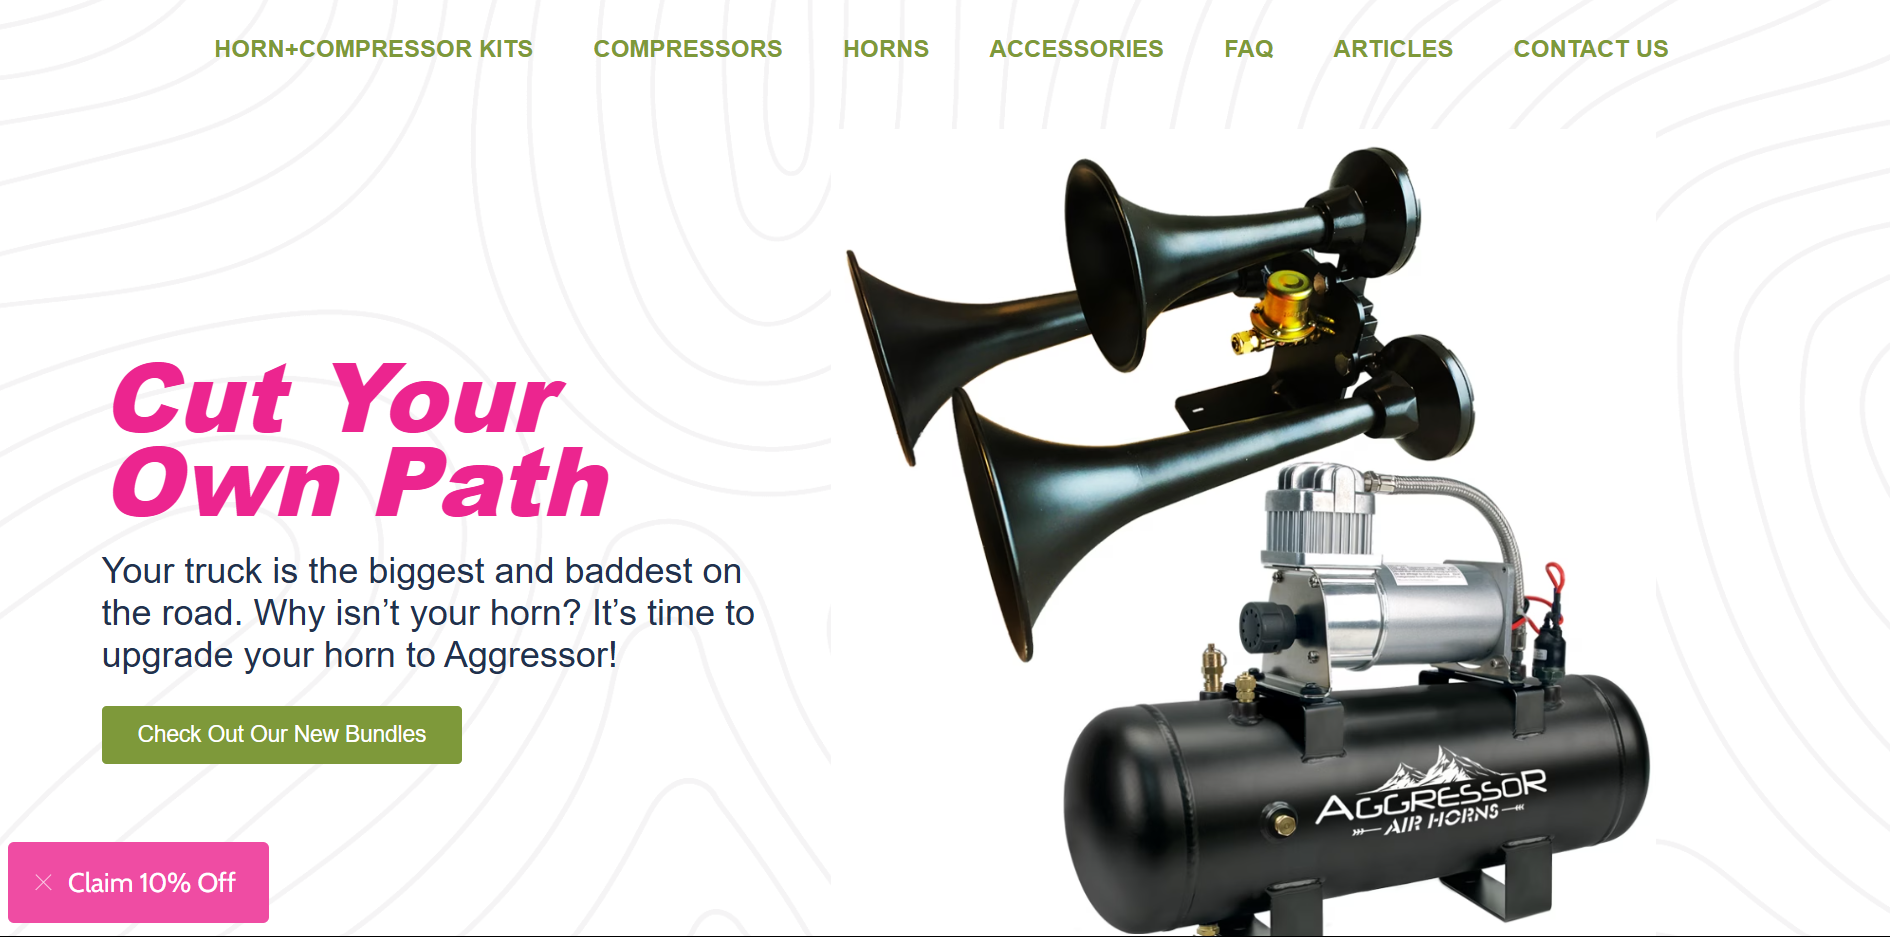 HORN+COMPRESSOR KITS COMPRESSORS HORNS ACCESSORIES FAQ ARTICLES CONTACT US
Cut Your
Own Path
Your truck is the biggest and baddest on
the road. Why isn’t your horn? It’s time to
upgrade your horn to Aggressor!
Check Out Our New Bundles
AGGRESSOR
AIR HORNS
Claim 10% Off